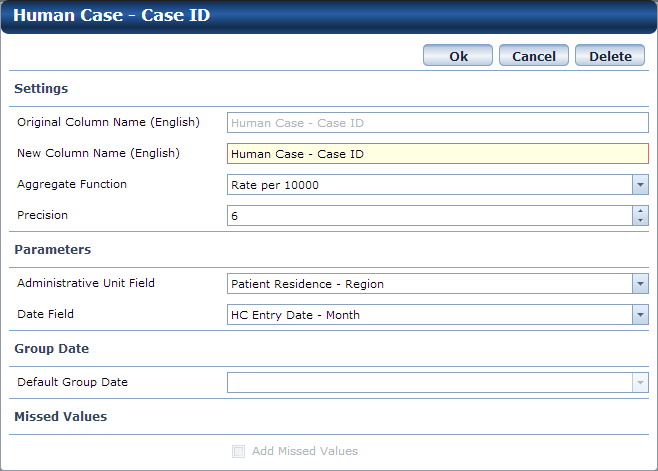 Human Case - Case ID
Ok Cancel Delete
Settings
Original Column Name (English) Human Case - Case ID
New Column Name (English) Human Case - Case ID
Aggregate Function Rate per 10000
Precision 6
Parameters
Administrative Unit Field Patient Residence - Region
Date Field HC Entry Date - Month
Group Date
Default Group Date
Missed Values
Add Missed Values